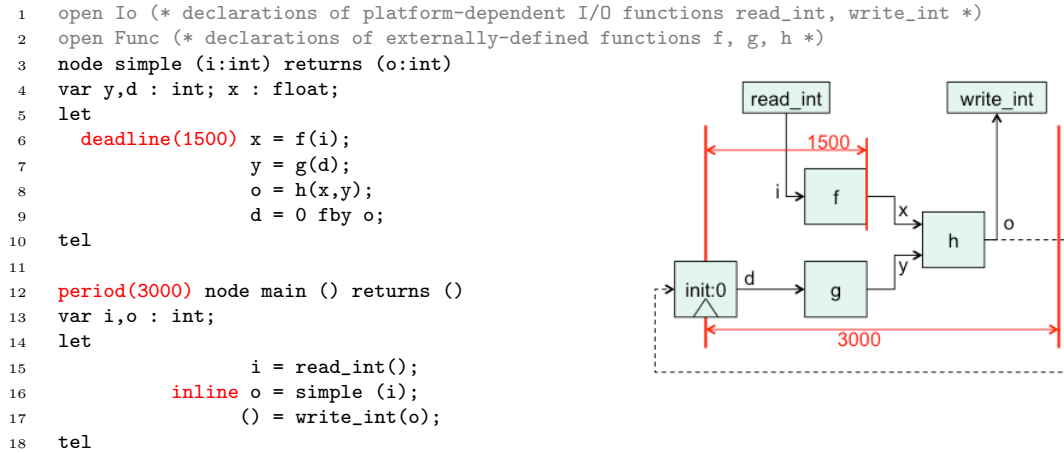 1 open Io (* declarations of platform-dependent I/O functions read_int, write_int *)
2 open Func (* declarations of externally-defined functions f, g, h *)
3 node simple (i:int) returns (o:int)
4 var y,d : int; x : float;
5 let
6 deadline(1500) x = f(i);
7 y = g(d);
8 o = h(x,y);
9 d = 0 fby o;
10 tel
11
12 period(3000) node main () returns ()
13 var i,o : int;
14 let
15 i = read_int();
16 inline o = simple (i);
17 () = write_int(o);
18 tel
read_int
write_int
1500
i
f
x
h
o
y
init:0
d
g
3000